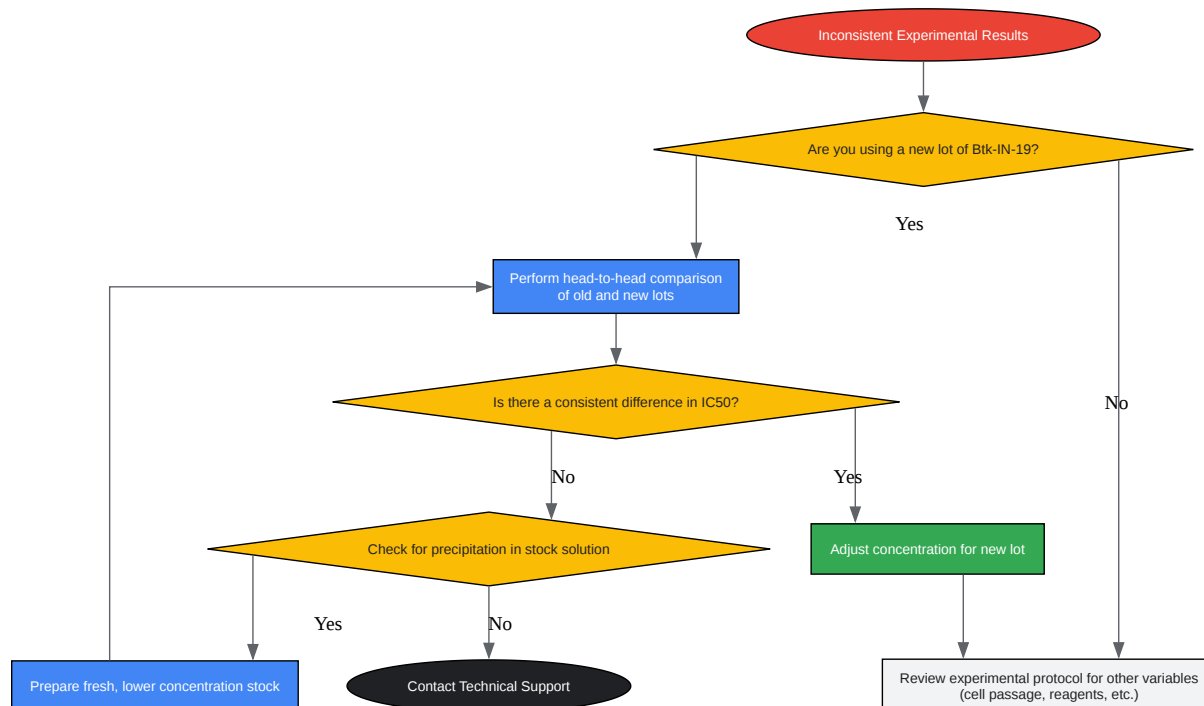 Inconsistent Experimental Results
Are you using a new lot of Btk-IN-19?
Yes
Perform head-to-head comparison
of old and new lots
Is there a consistent difference in IC50?
No
No
Yes
Check for precipitation in stock solution
Adjust concentration for new lot
Yes
No
Prepare fresh, lower concentration stock
Contact Technical Support
Review experimental protocol for other variables
(cell passage, reagents, etc.)